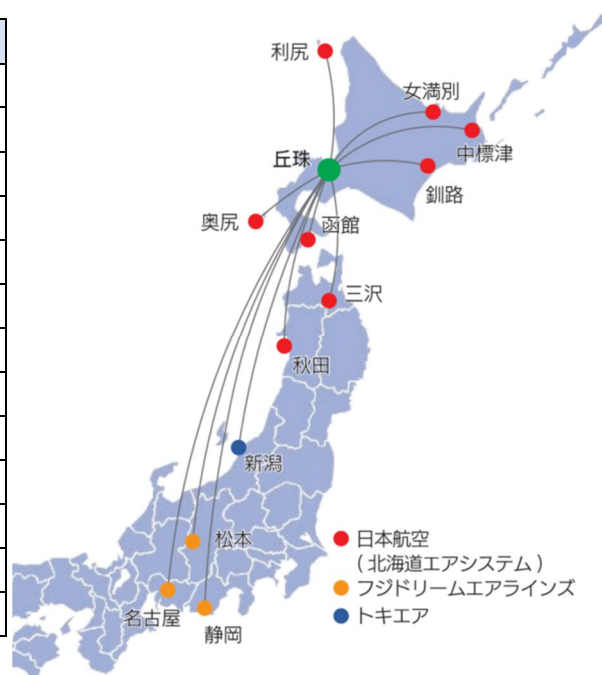 利尻
女満別
中標津
丘珠
釧路
奥尻
函館
三沢
秋田
新潟
松本
日本航空
(北海道エアシステム)
フジドリームエアラインズ
名古屋
トキエア
静岡